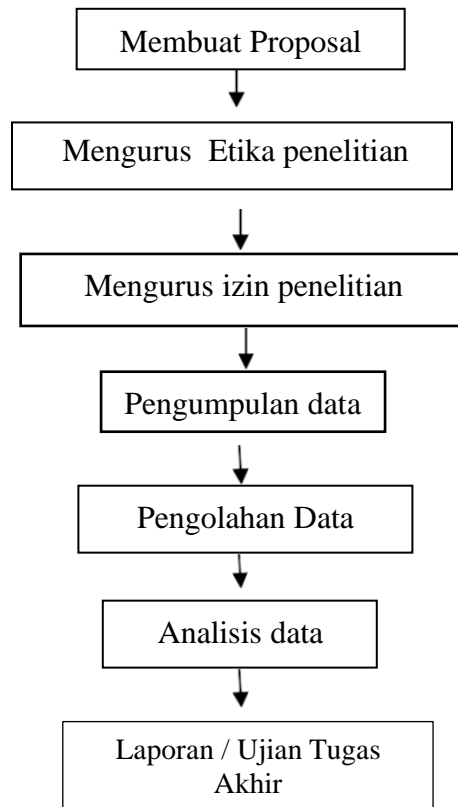 Membuat Proposal
Mengurus Etika penelitian
Mengurus izin penelitian
Pengumpulan data
Pengolahan Data
Analisis data
Laporan / Ujian Tugas
Akhir